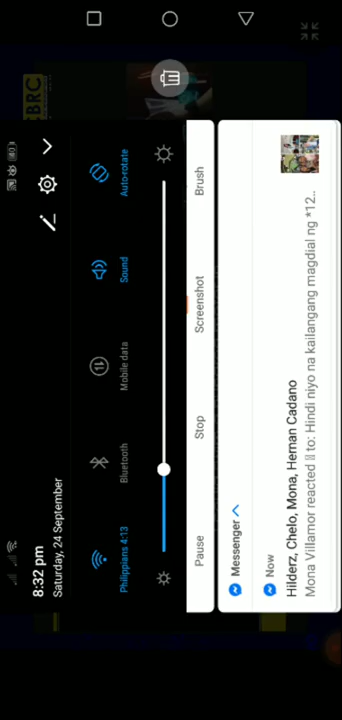 BRC
8:32 pm
Saturday, 24 September
Philippians 4:13
Bluetooth
Mobile data
Sound
Auto-rotate
Pause
Stop
Screenshot
Brush
Messenger
Now
Hilderz, Chelo, Mona, Heman Cadano
Mona Villamor reacted to: Hindi niyo na kailangang magdial ng *12..